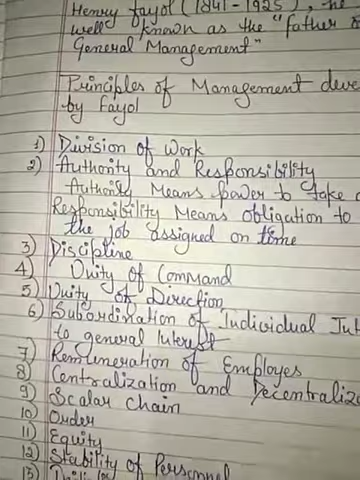 Henry Fayol (1841-1925), the
well known as the "father o
General Management"
Principles of Management deve
by Fayol
1) Division of Work
2) Authority and Responsibility
Authority Means power to take
Responsibility Means obligation to
the job assigned on time
3) Discipline
4) Unity of Command
5) Unity of Direction
6) Subordination of Individual Int
to general Interest
7) Remuneration of Employes
8) Centralization and Decentraliza
9) Scalar Chain
10) Order
11) Equity
12) Stability of Personnel
13)